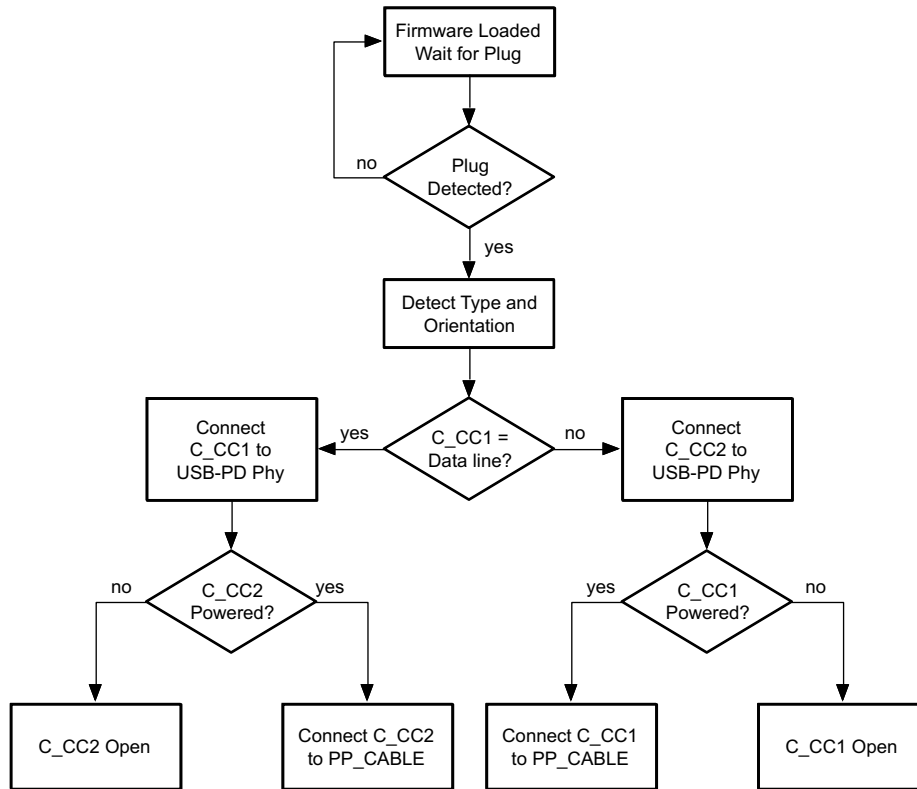 Firmware Loaded
Wait for Plug
no
Plug
Detected?
yes
Detect Type and
Orientation
Connect
C_CC1 to
USB-PD Phy
yes
C_CC1 =
Data line?
no
Connect
C_CC2 to
USB-PD Phy
no
C_CC2
Powered?
yes
yes
C_CC1
Powered?
no
C_CC2 Open
Connect C_CC2
to PP_CABLE
Connect C_CC1
to PP_CABLE
C_CC1 Open